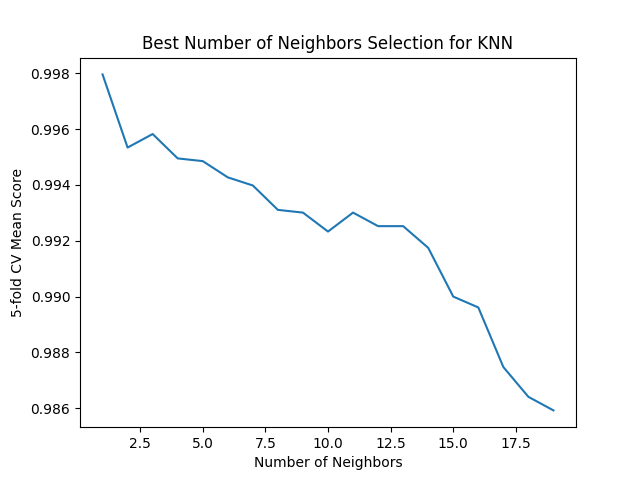 Best Number of Neighbors Selection for KNN
0.998
0.996
0.994
0.992
0.990
0.988
0.986
5-fold CV Mean Score
2.5 5.0 7.5 10.0 12.5 15.0 17.5
Number of Neighbors